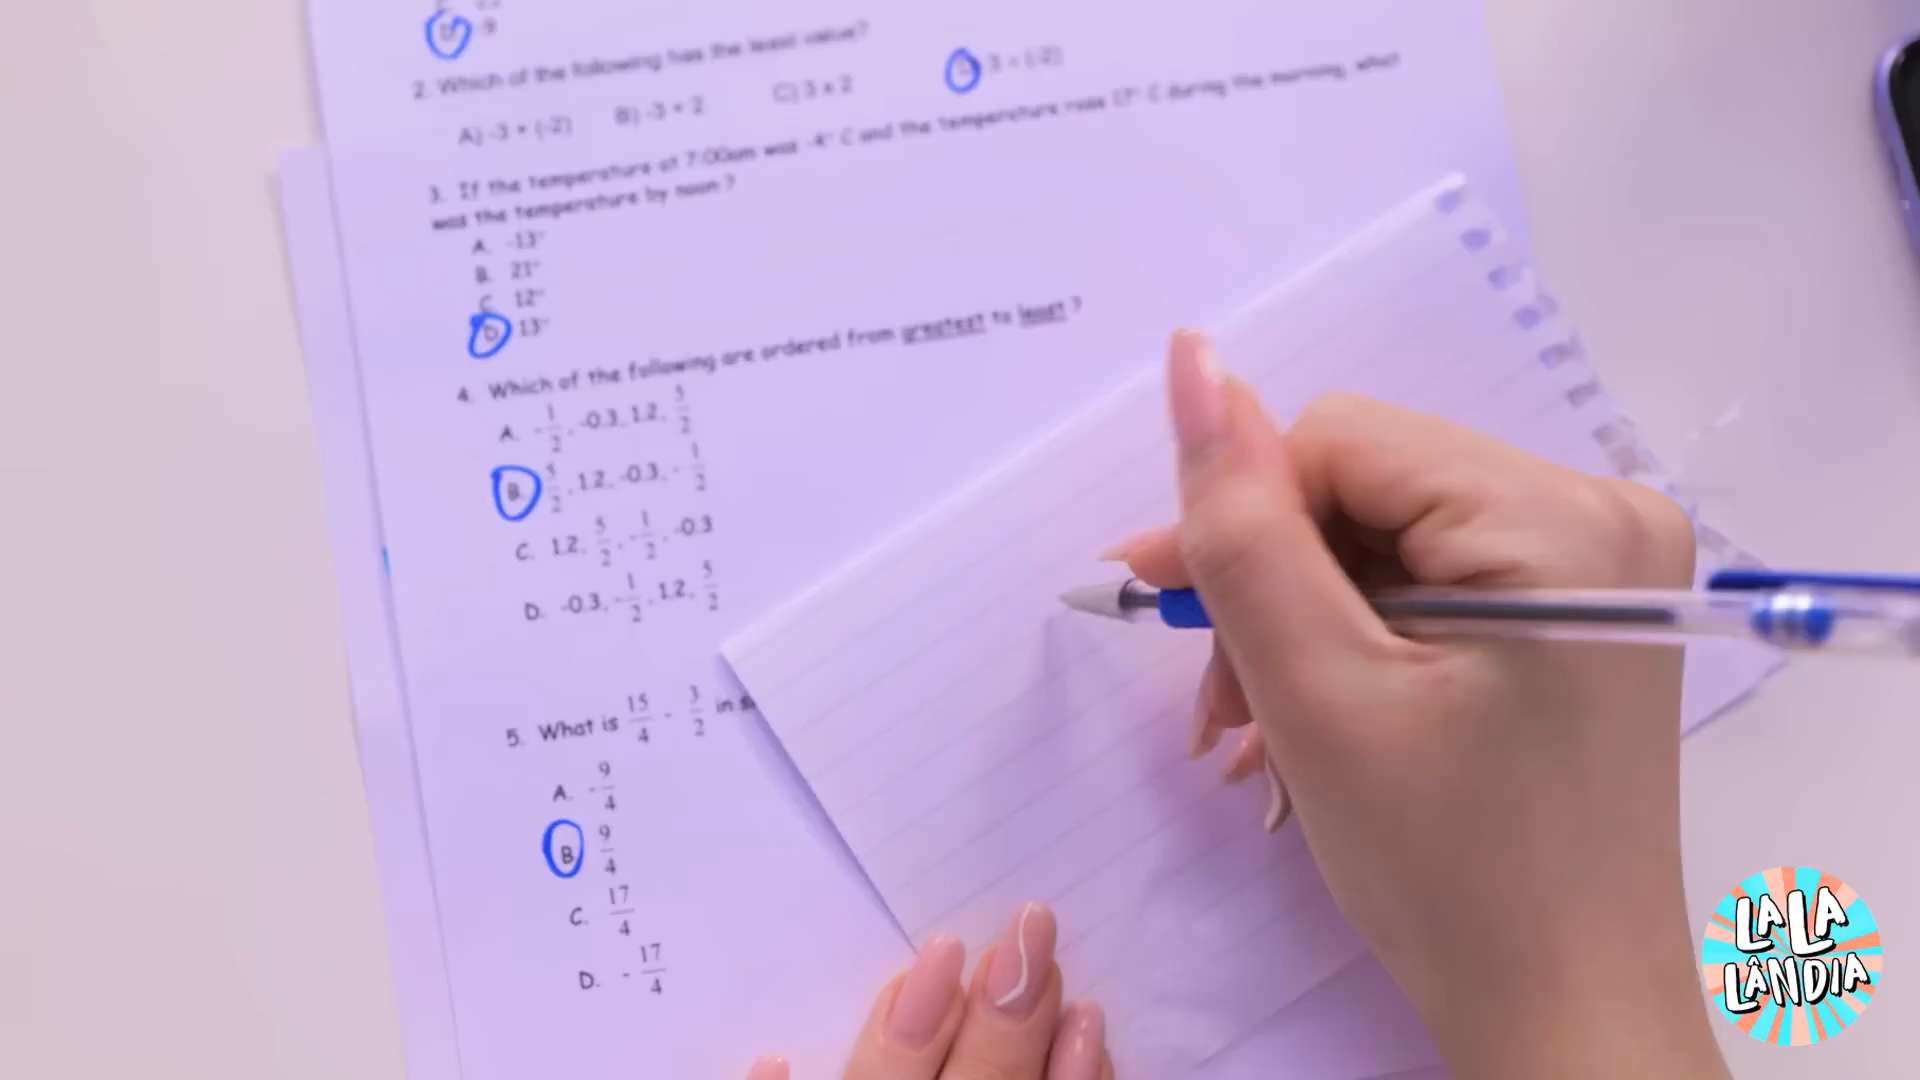 D -9
2. Which of the following has the least value?
A) -3 + (-2) B) -3 + 2 C) 3 x 2 3 ÷ (-2)
3. If the temperature at 7:00am was -4° C and the temperature rose 17° C during the morning, what
was the temperature by noon ?
A. -13°
B. 21°
C. 12°
D. 13°
4. Which of the following are ordered from greatest to least ?
A. -1/2, -0.3, 1.2, 5/2
B. 5/2, 1.2, -0.3, -1/2
C. 1.2, 5/2, -1/2, -0.3
D. -0.3, -1/2, 1.2, 5/2
5. What is 15/4 - 3/2 in
A. -9/4
B 9/4
C. 17/4
D. -17/4
LA LA
LÂNDIA